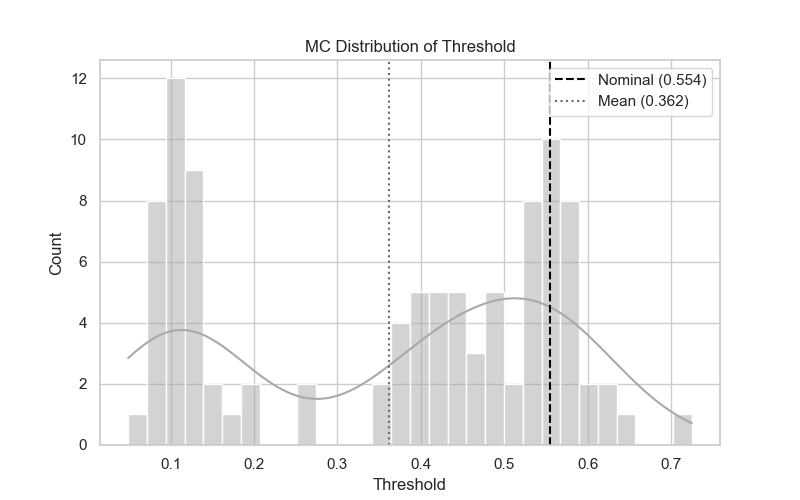 MC Distribution of Threshold
12
10
8
6
4
2
0
Count
Nominal (0.554)
Mean (0.362)
0.1 0.2 0.3 0.4 0.5 0.6 0.7
Threshold